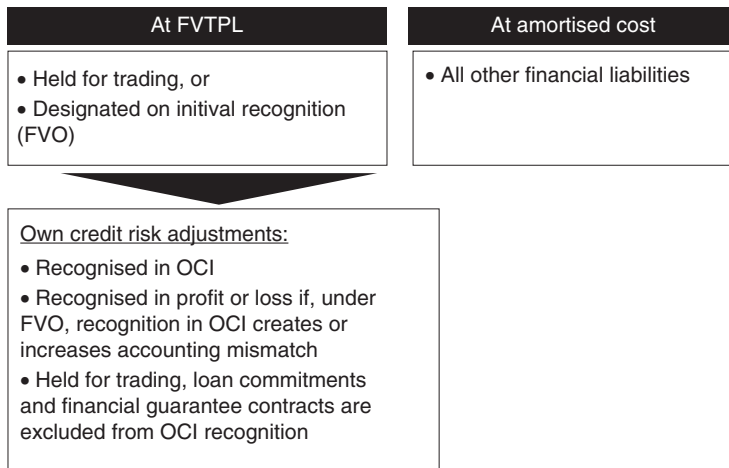 At FVTPL
At amortised cost
• Held for trading, or
• Designated on initival recognition
(FVO)
• All other financial liabilities
Own credit risk adjustments:
• Recognised in OCI
• Recognised in profit or loss if, under
FVO, recognition in OCI creates or
increases accounting mismatch
• Held for trading, loan commitments
and financial guarantee contracts are
excluded from OCI recognition